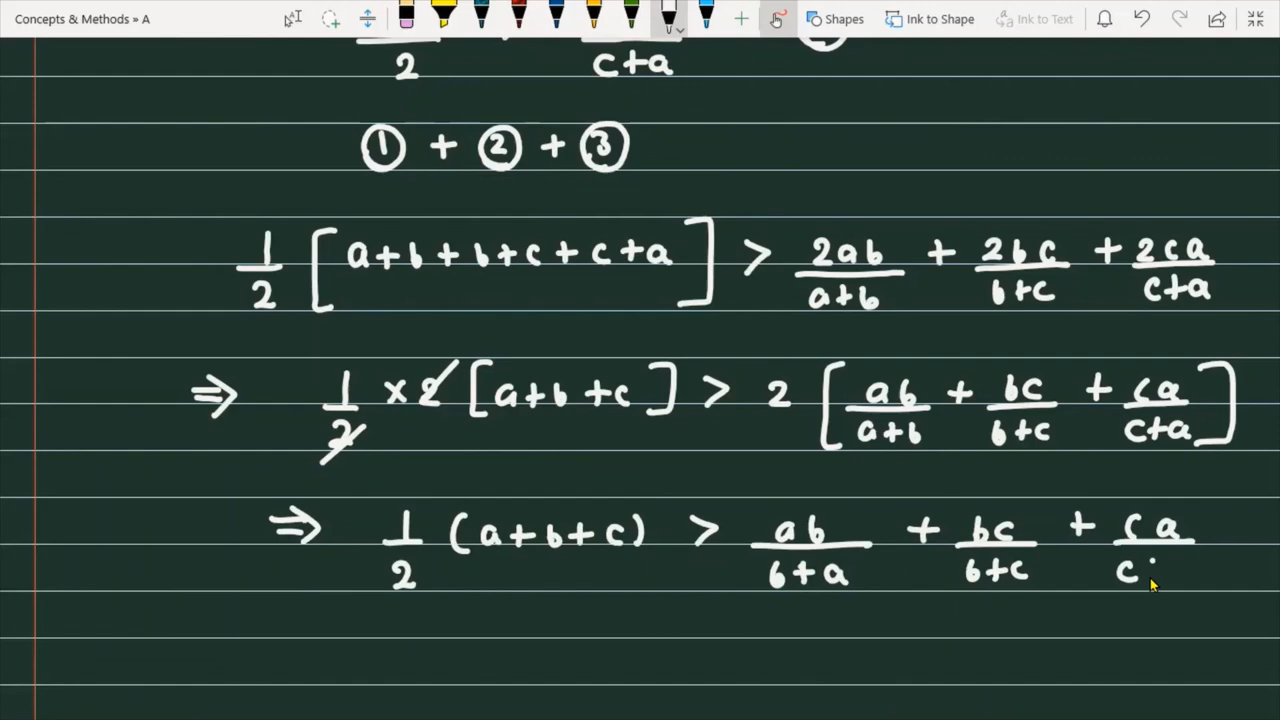 Concepts & Methods » A
Shapes
Ink to Shape
Ink to Text
2 c+a
① + ② + ③
1/2 [a+b+b+c+c+a] > 2ab/a+b + 2bc/b+c + 2ca/c+a
⇒ 1/2 × 2 [a+b+c] > 2 [ab/a+b + bc/b+c + ca/c+a]
⇒ 1/2 (a+b+c) > ab/b+a + bc/b+c + ca/c